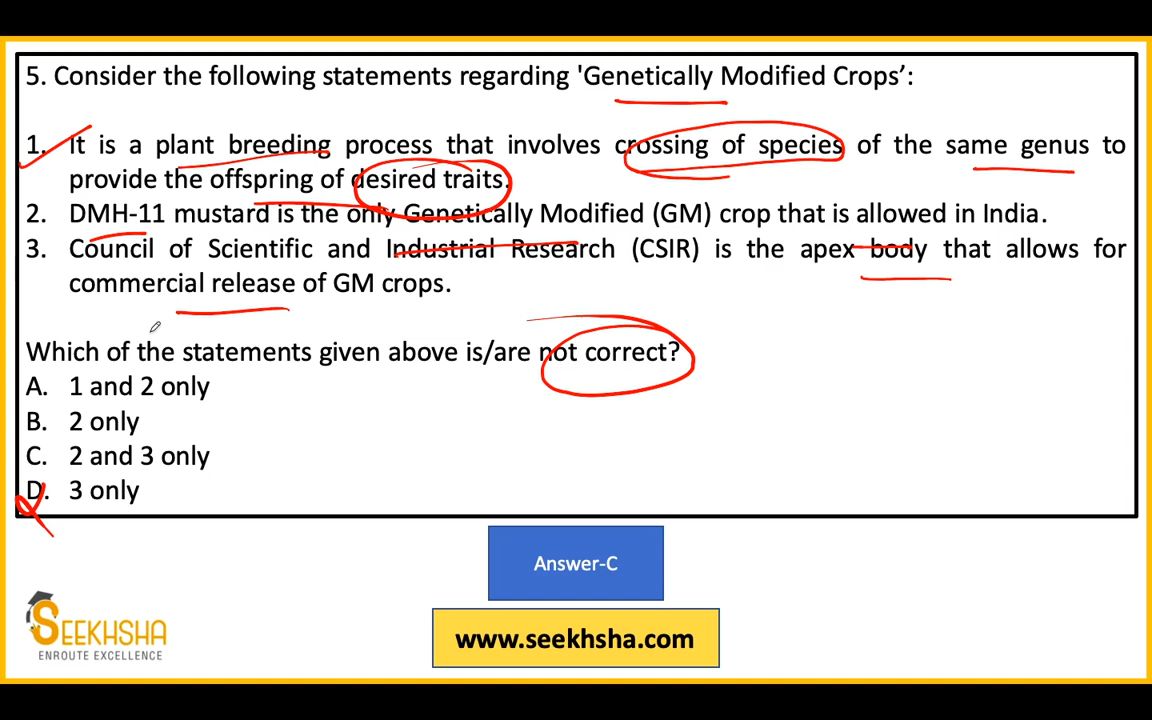 5. Consider the following statements regarding 'Genetically Modified Crops’:
1. It is a plant breeding process that involves crossing of species of the same genus to
provide the offspring of desired traits.
2. DMH-11 mustard is the only Genetically Modified (GM) crop that is allowed in India.
3. Council of Scientific and Industrial Research (CSIR) is the apex body that allows for
commercial release of GM crops.
Which of the statements given above is/are not correct?
A. 1 and 2 only
B. 2 only
C. 2 and 3 only
D. 3 only
Answer-C
SEEKHSHA
ENROUTE EXCELLENCE
www.seekhsha.com